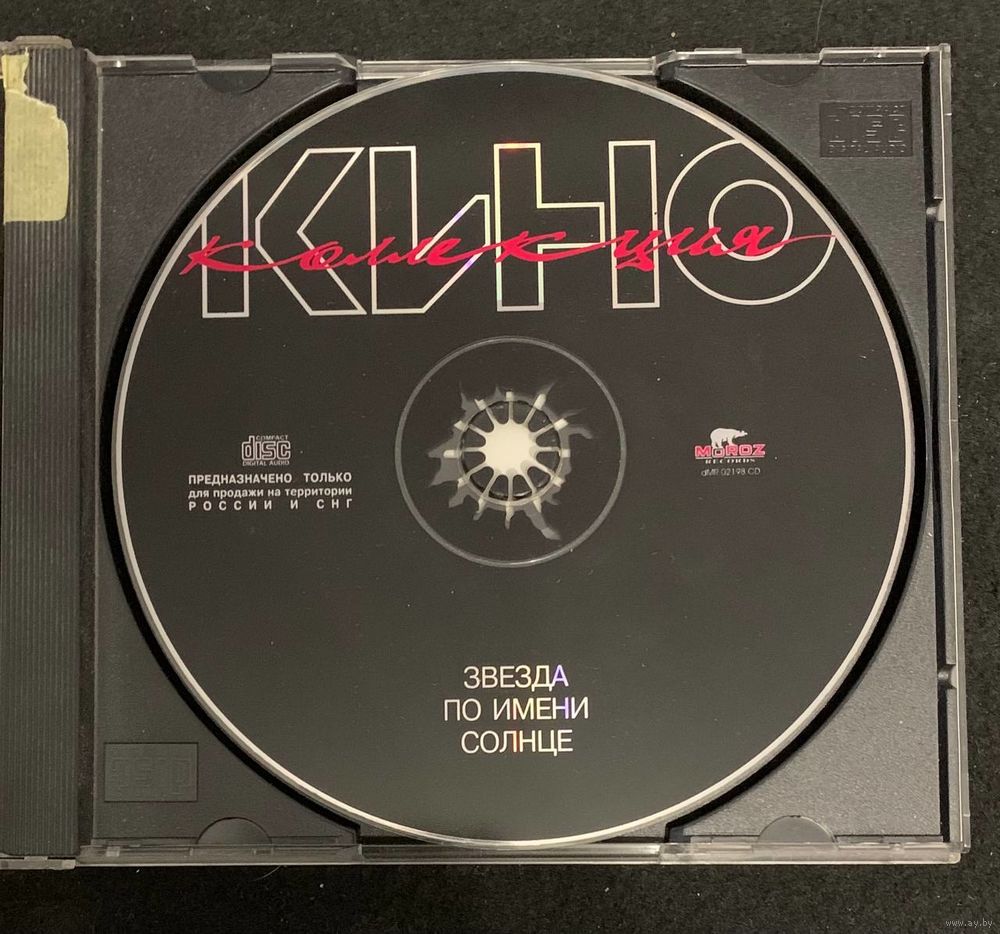 КИНО
Коллекция
COMPACT
disc
DIGITAL AUDIO
ПРЕДНАЗНАЧЕНО ТОЛЬКО
для продажи на территории
РОССИИ И СНГ
MOROZ
RECORDS
dMR 02198 CD
ЗВЕЗДА
ПО ИМЕНИ
СОЛНЦЕ
www.ay.by